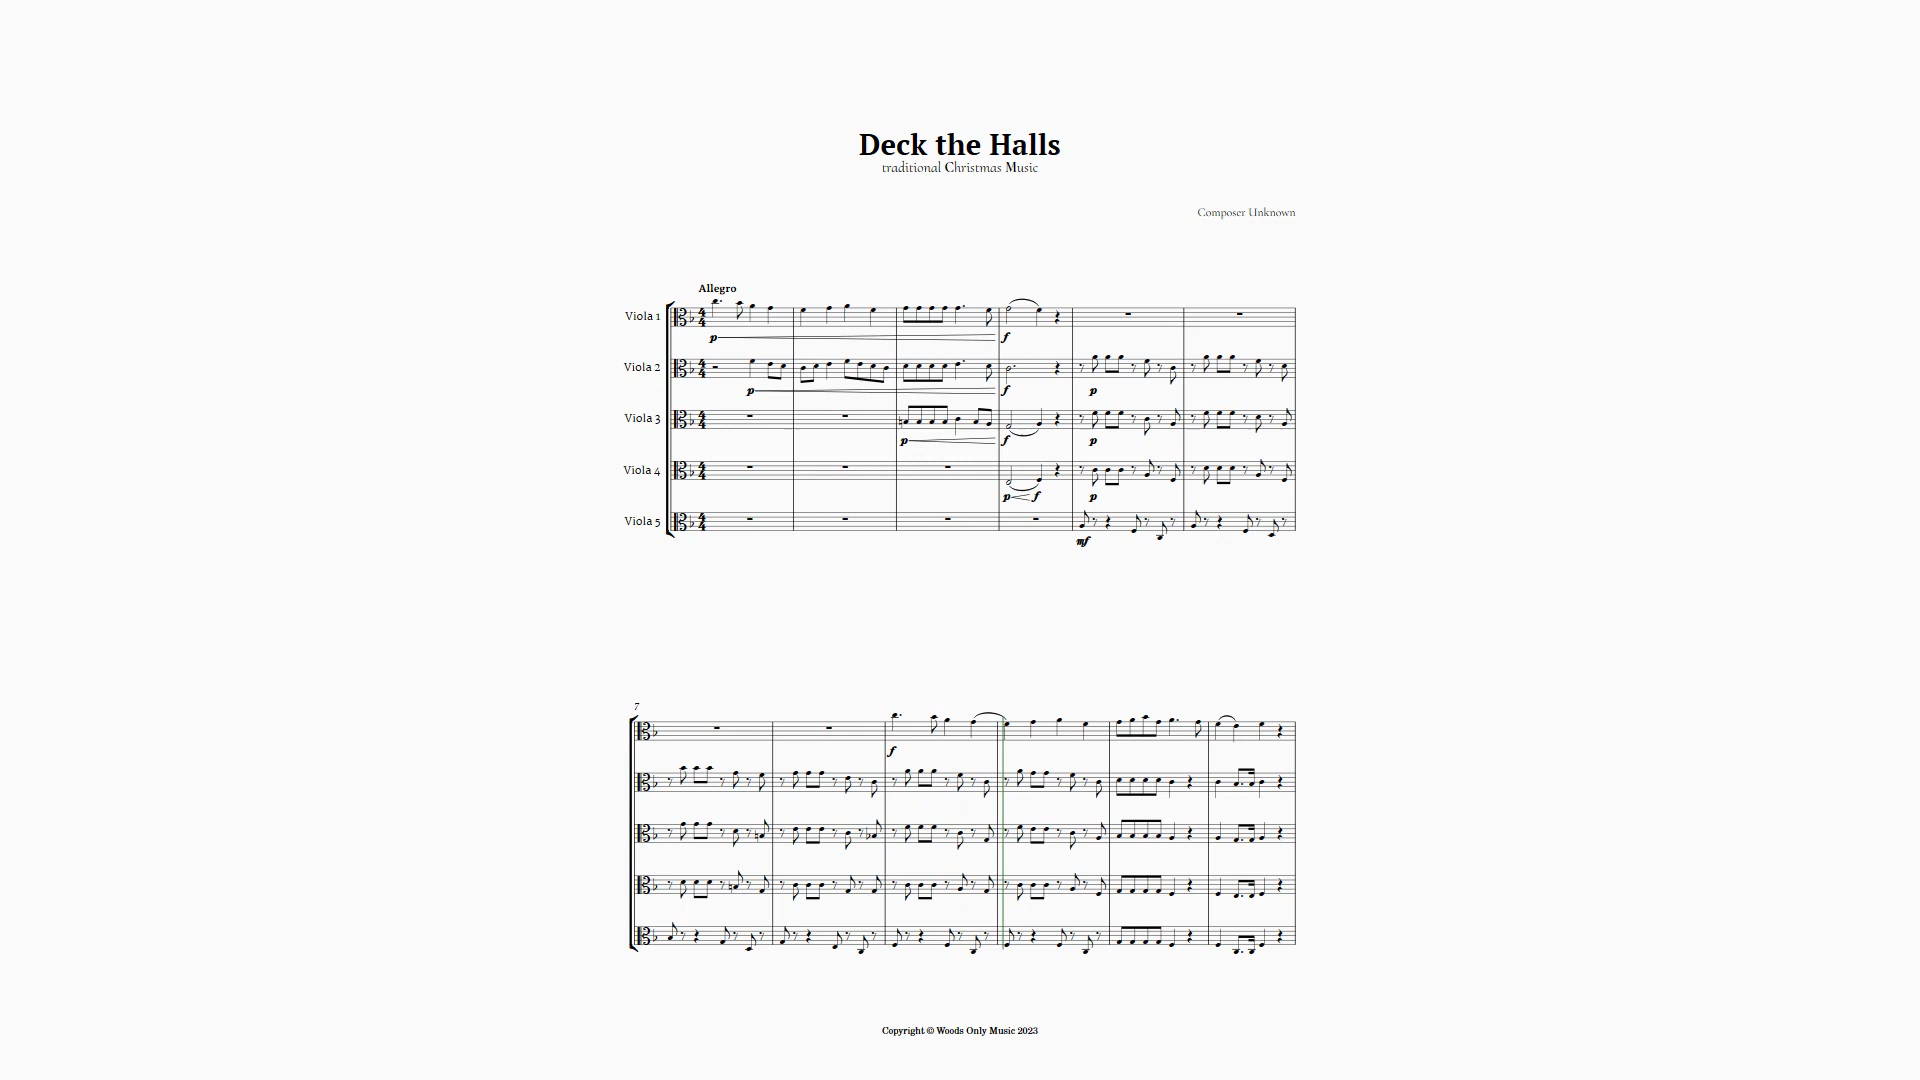 Deck the Halls
traditional Christmas Music
Composer Unknown
Allegro
Viola 1
p
f
Viola 2
p
f
p
Viola 3
p
f
p
Viola 4
p
f
p
Viola 5
mf
7
f
Copyright © Woods Only Music 2023